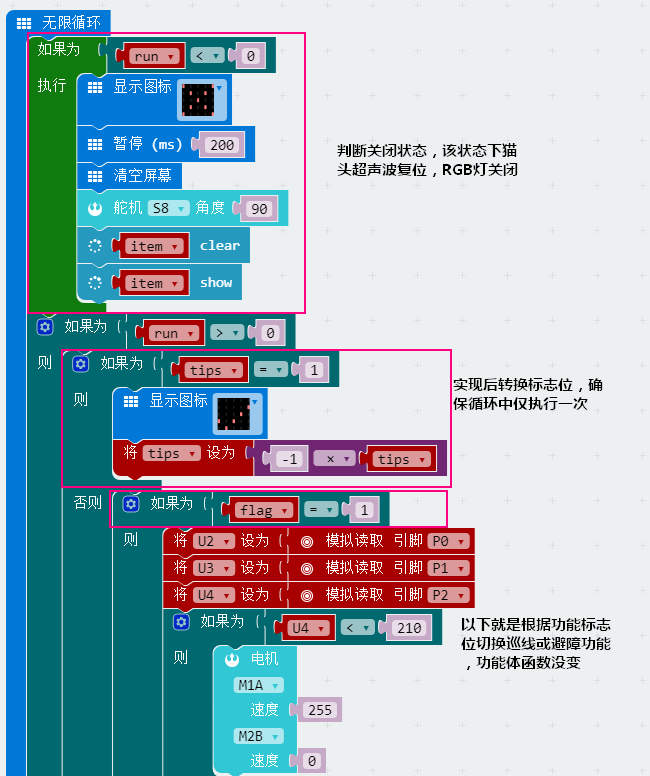 无限循环
如果为 run < 0
执行 显示图标
暂停 (ms) 200
清空屏幕
舵机 S8 角度 90
item clear
item show
判断关闭状态，该状态下猫
头超声波复位，RGB灯关闭
如果为 run > 0
则 如果为 tips = 1
则 显示图标
将 tips 设为 -1 × tips
实现后转换标志位，确
保循环中仅执行一次
否则 如果为 flag = 1
则 将 U2 设为 模拟读取 引脚 P0
将 U3 设为 模拟读取 引脚 P1
将 U4 设为 模拟读取 引脚 P2
如果为 U4 < 210
则 电机
M1A
速度 255
M2B
速度 0
以下就是根据功能标志
位切换巡线或避障功能
，功能体函数没变